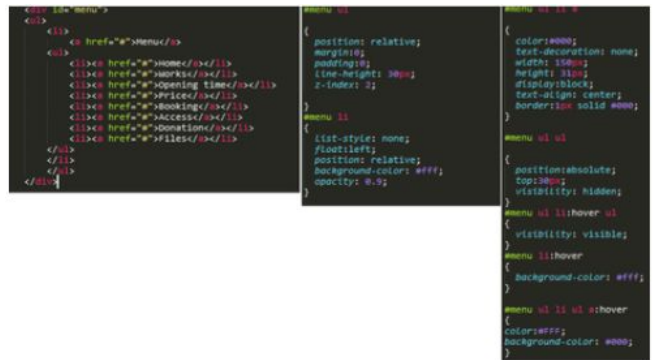 <div id="menu">
<ul>
<li>
<a href="#">Menu</a>
<ul>
<li><a href="#">Home</a></li>
<li><a href="#">Works</a></li>
<li><a href="#">Opening time</a></li>
<li><a href="#">Price</a></li>
<li><a href="#">Booking</a></li>
<li><a href="#">Access</a></li>
<li><a href="#">Donation</a></li>
<li><a href="#">Files</a></li>
</ul>
</li>
</ul>
</div>
#menu ul
{
position: relative;
margin:0;
padding:0;
line-height: 30px;
z-index: 2;
}
#menu li
{
list-style: none;
float:left;
position: relative;
background-color: #fff;
opacity: 0.9;
}
#menu ul li a
{
color:#000;
text-decoration: none;
width: 150px;
height: 31px;
display:block;
text-align: center;
border:1px solid #000;
}
#menu ul ul
{
position:absolute;
top:30px;
visibility: hidden;
}
#menu ul li:hover ul
{
visibility: visible;
}
#menu li:hover
{
background-color: #fff;
}
#menu ul li ul a:hover
{
color:#FFF;
background-color: #000;
}